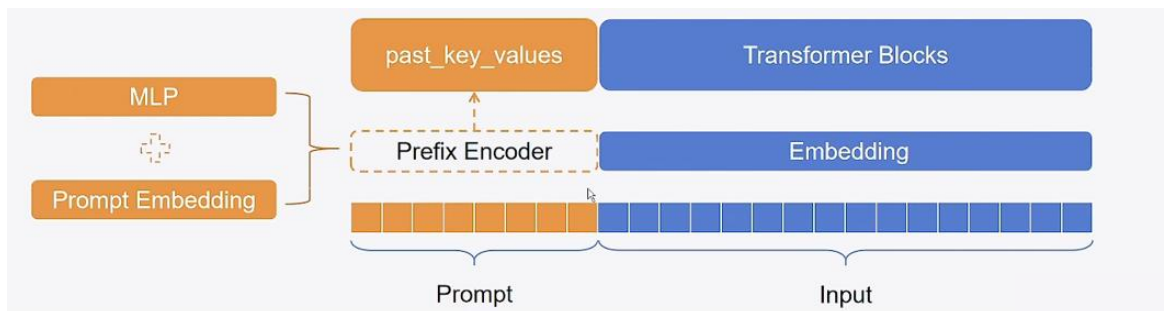 past_key_values
Transformer Blocks
MLP
Prefix Encoder
Embedding
Prompt Embedding
Prompt
Input